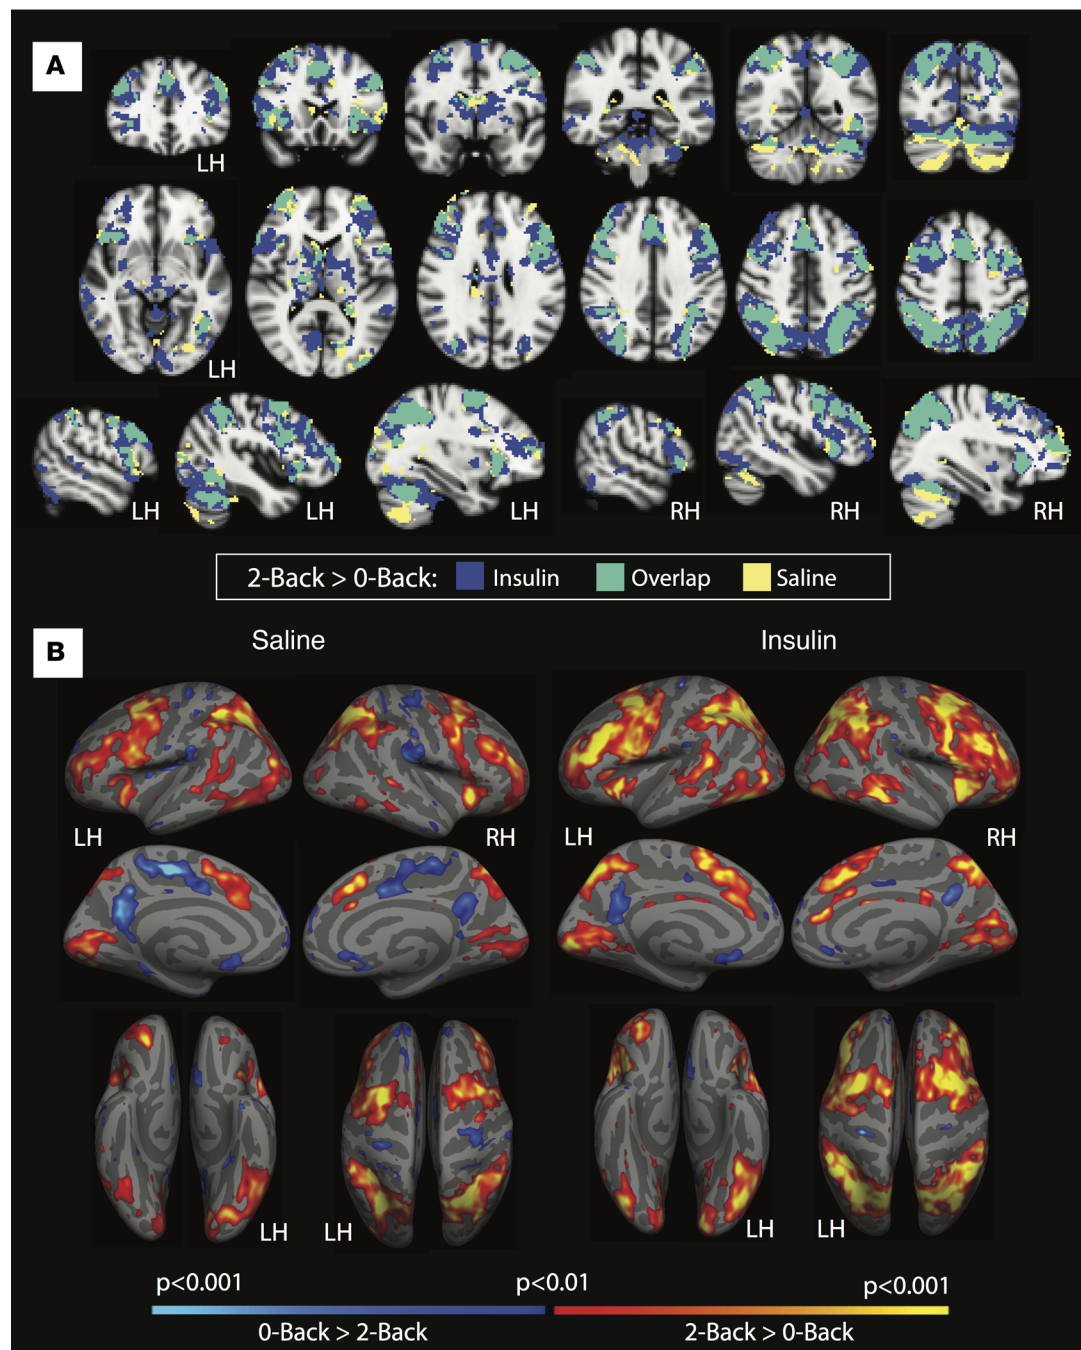 A
LH
LH
LH LH LH RH RH RH
2-Back > 0-Back: Insulin Overlap Saline
B
Saline Insulin
LH RH LH RH
LH LH LH LH
p<0.001 p<0.01 p<0.001
0-Back > 2-Back 2-Back > 0-Back